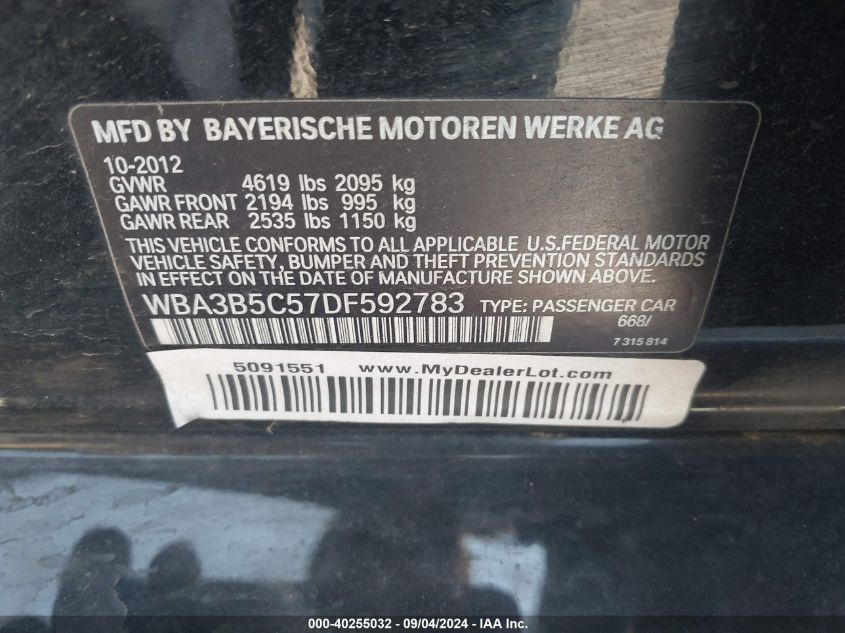 MFD BY BAYERISCHE MOTOREN WERKE AG
10-2012
GVWR 4619 lbs 2095 kg
GAWR FRONT 2194 lbs 995 kg
GAWR REAR 2535 lbs 1150 kg
THIS VEHICLE CONFORMS TO ALL APPLICABLE U.S.FEDERAL MOTOR
VEHICLE SAFETY, BUMPER AND THEFT PREVENTION STANDARDS
IN EFFECT ON THE DATE OF MANUFACTURE SHOWN ABOVE.
WBA3B5C57DF592783 TYPE: PASSENGER CAR
668/
7 315 814
5091551 www.MyDealerLot.com
000-40255032 - 09/04/2024 - IAA Inc.